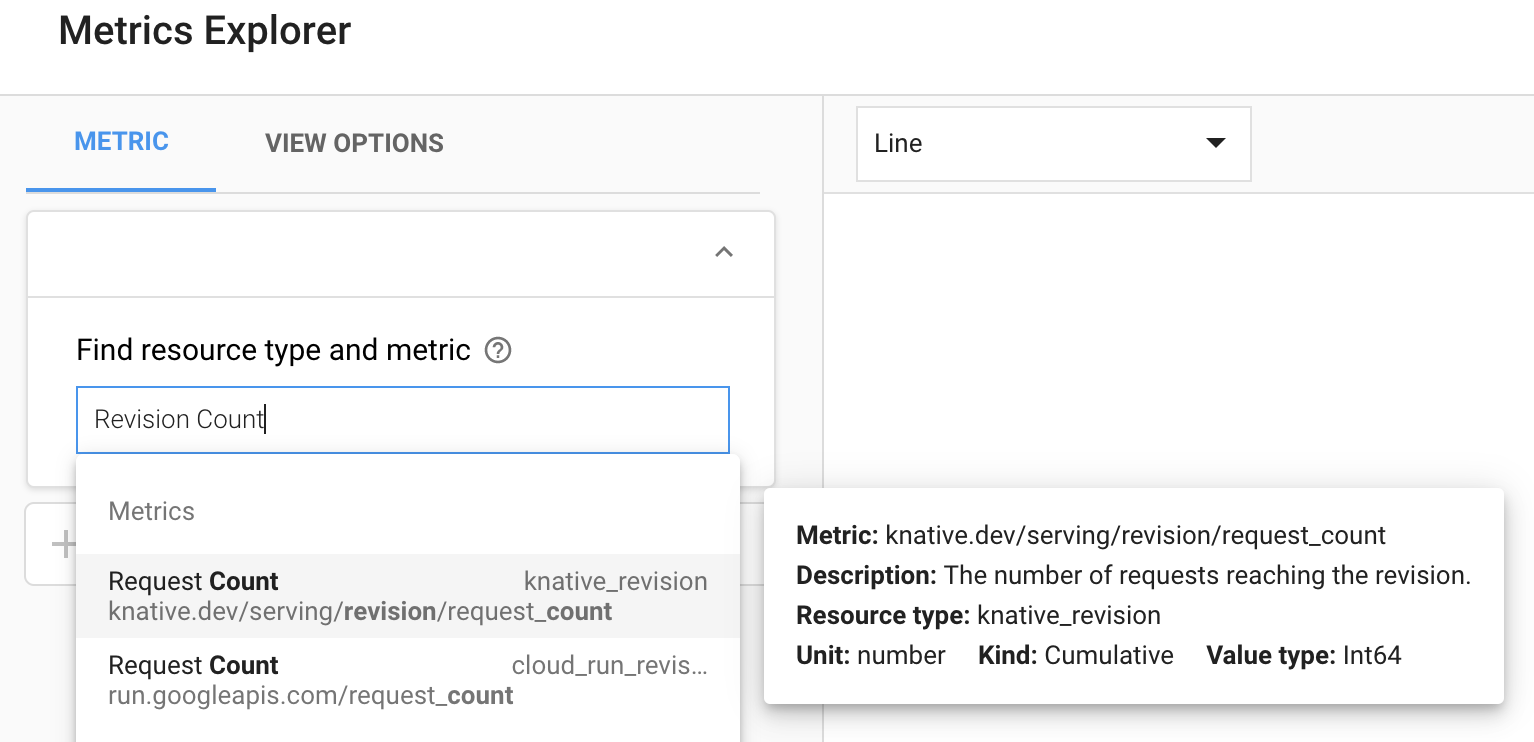 Metrics Explorer
METRIC
VIEW OPTIONS
Line
Find resource type and metric
Revision Count
Metrics
Request Count knative_revision
knative.dev/serving/revision/request_count
Request Count cloud_run_revis...
run.googleapis.com/request_count
Metric: knative.dev/serving/revision/request_count
Description: The number of requests reaching the revision.
Resource type: knative_revision
Unit: number Kind: Cumulative Value type: Int64